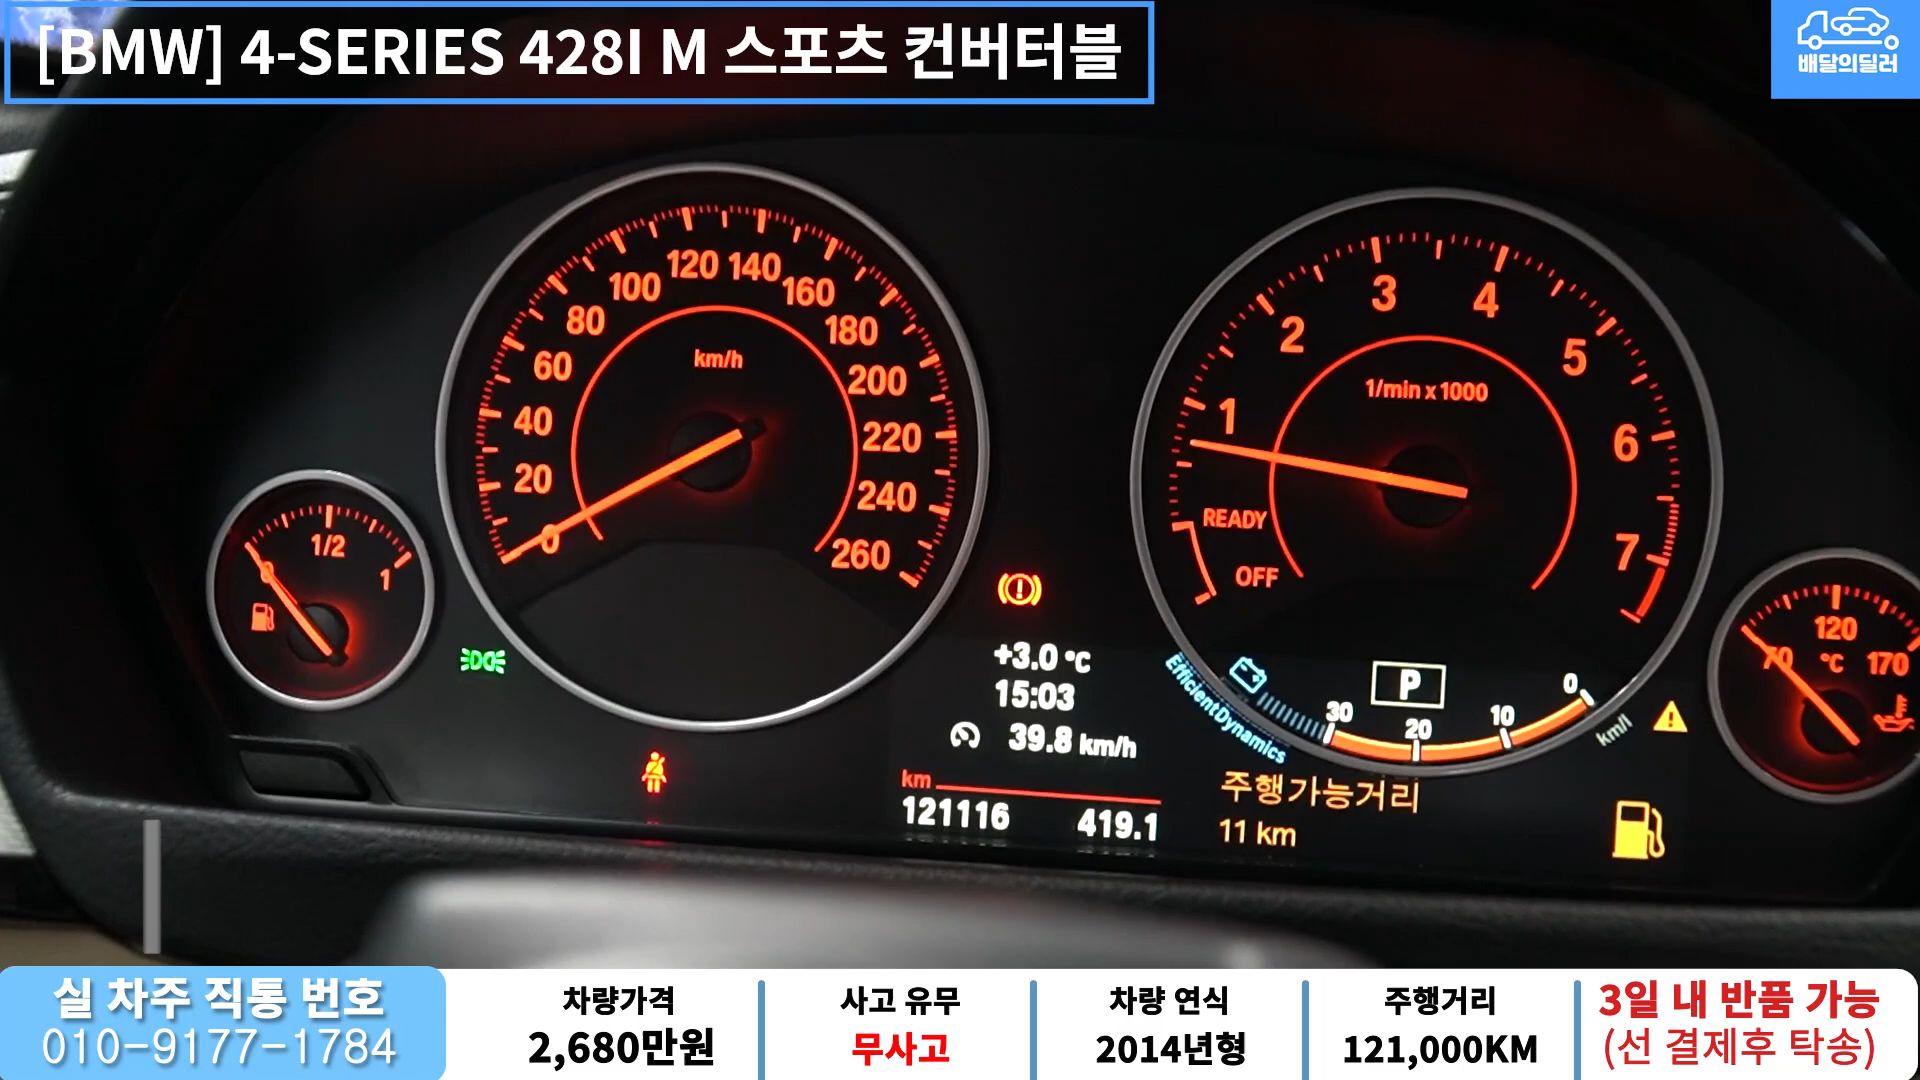 [BMW] 4-SERIES 428I M 스포츠 컨버터블
배달의딜러
km/h
0
20
40
60
80
100
120
140
160
180
200
220
240
260
1/min x 1000
1
2
3
4
5
6
7
READY
OFF
1/2
1
+3.0 °C
15:03
39.8 km/h
km
121116 419.1
P
EfficientDynamics
30
20
10
0
km/l
주행가능거리
11 km
70
120
°C
170
실 차주 직통 번호
010-9177-1784
차량가격
2,680만원
사고 유무
무사고
차량 연식
2014년형
주행거리
121,000KM
3일 내 반품 가능
(선 결제후 탁송)